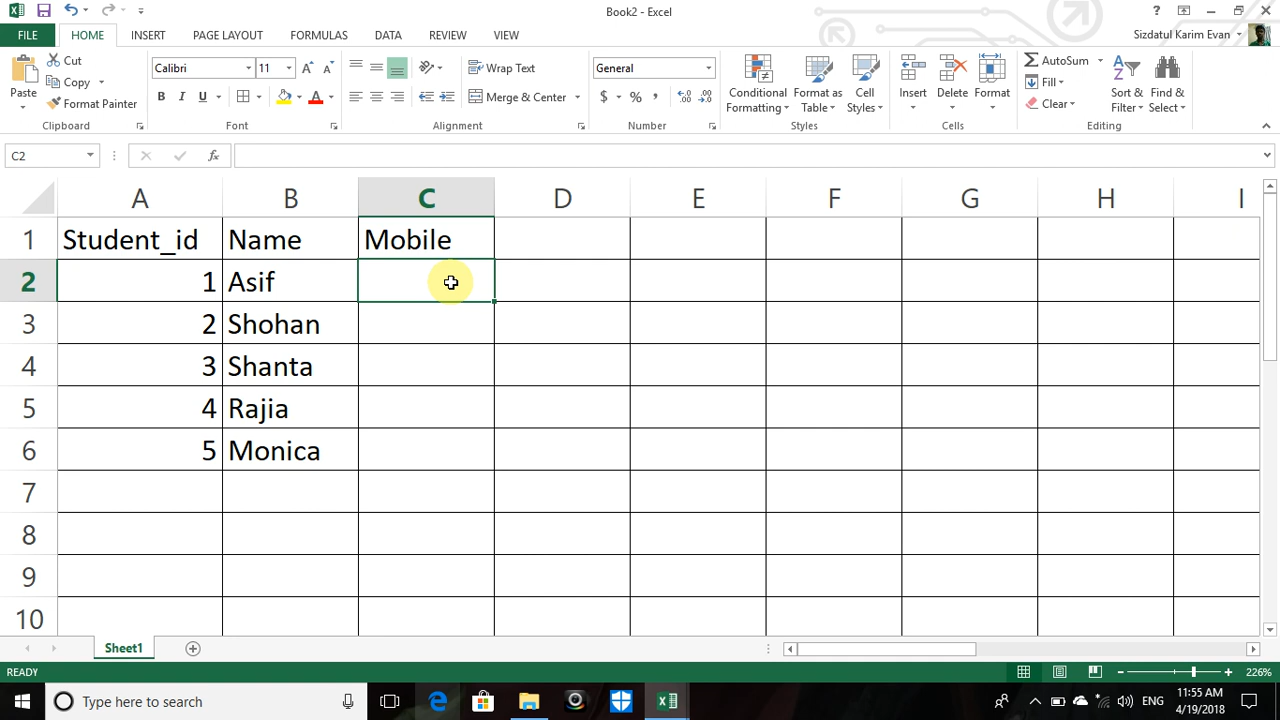 Book2 - Excel
?
FILE HOME INSERT PAGE LAYOUT FORMULAS DATA REVIEW VIEW
Sizdatul Karim Evan
Paste
Cut
Copy
Format Painter
Clipboard
Calibri 11
B I U A
Font
Wrap Text
Merge & Center
Alignment
General
$ % ,
Number
Conditional Formatting
Format as Table
Cell Styles
Styles
Insert Delete Format
Cells
AutoSum
Fill
Clear
Sort & Filter
Find & Select
Editing
C2
fx
A B C D E F G H I
1 Student_id Name Mobile
2 1 Asif
3 2 Shohan
4 3 Shanta
5 4 Rajia
6 5 Monica
7
8
9
10
Sheet1
READY
226%
Type here to search
ENG
11:55 AM
4/19/2018